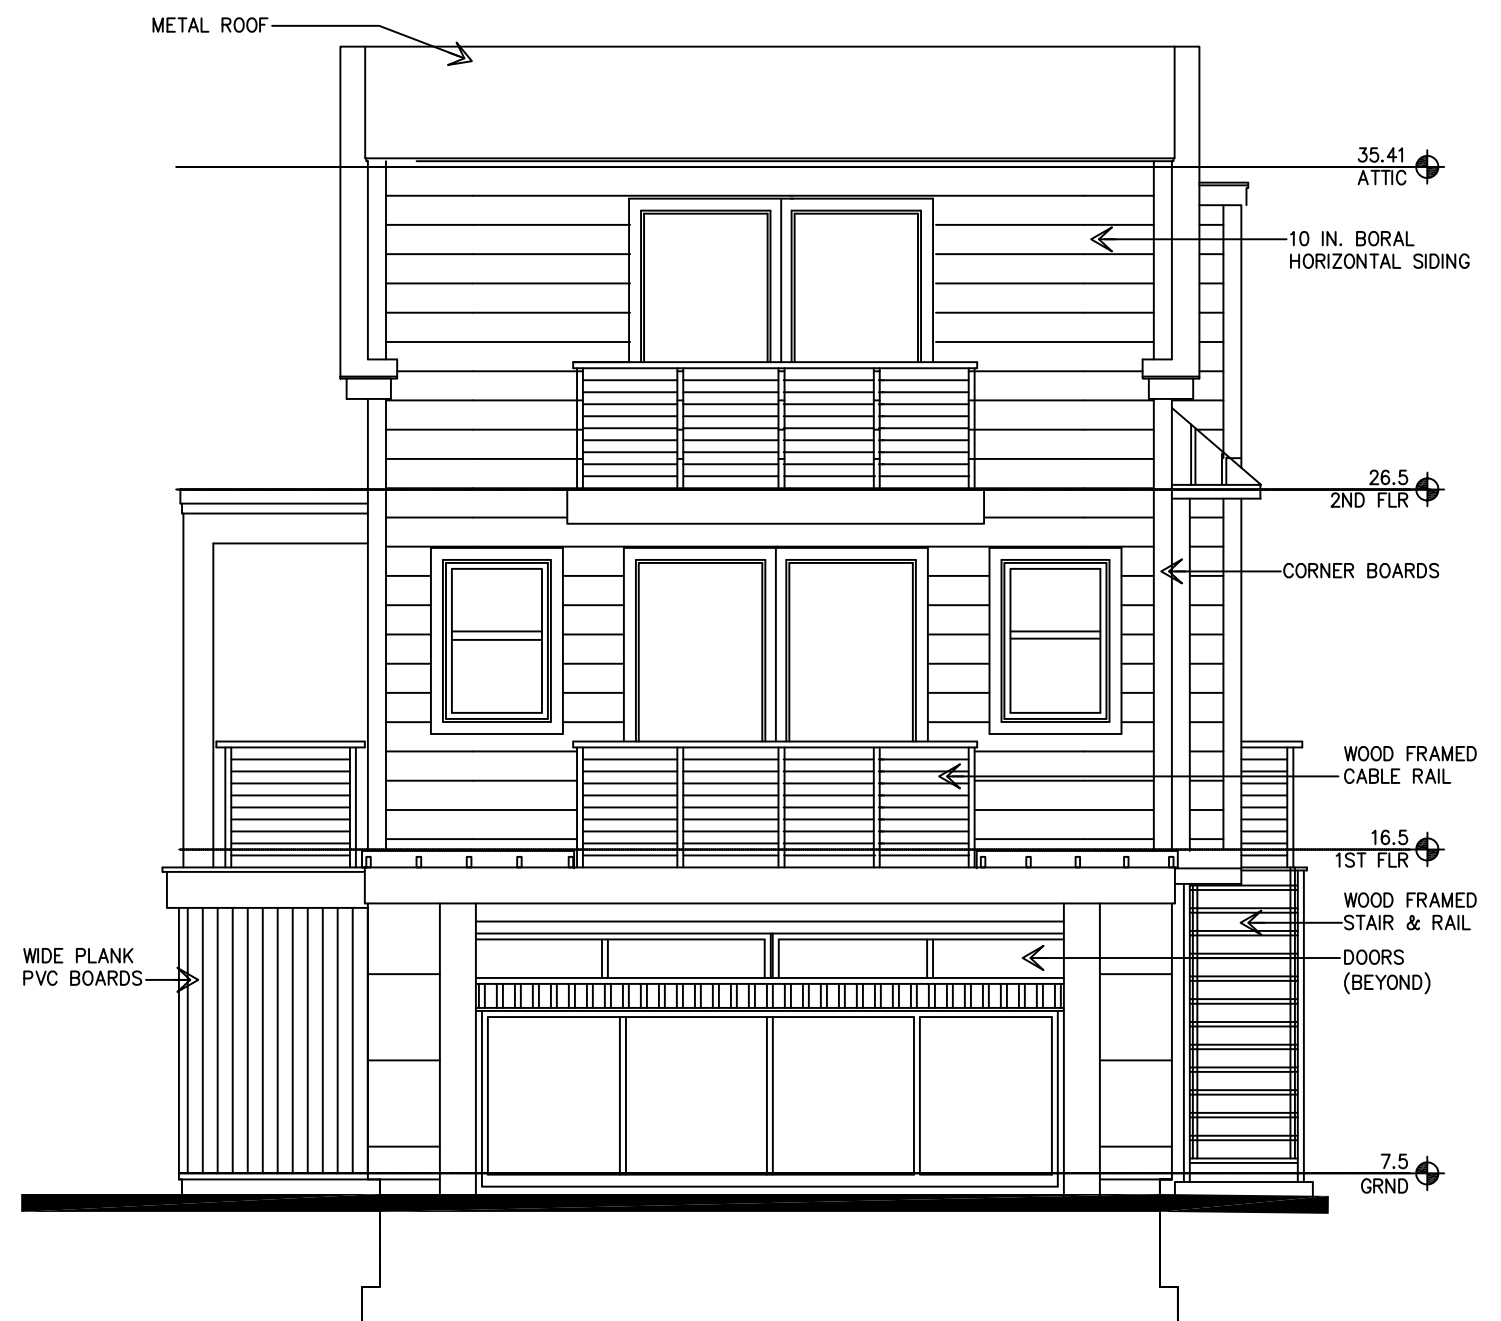 METAL ROOF
35.41
ATTIC
10 IN. BORAL
HORIZONTAL SIDING
26.5
2ND FLR
CORNER BOARDS
WOOD FRAMED
CABLE RAIL
16.5
1ST FLR
WOOD FRAMED
STAIR & RAIL
WIDE PLANK
PVC BOARDS
DOORS
(BEYOND)
7.5
GRND